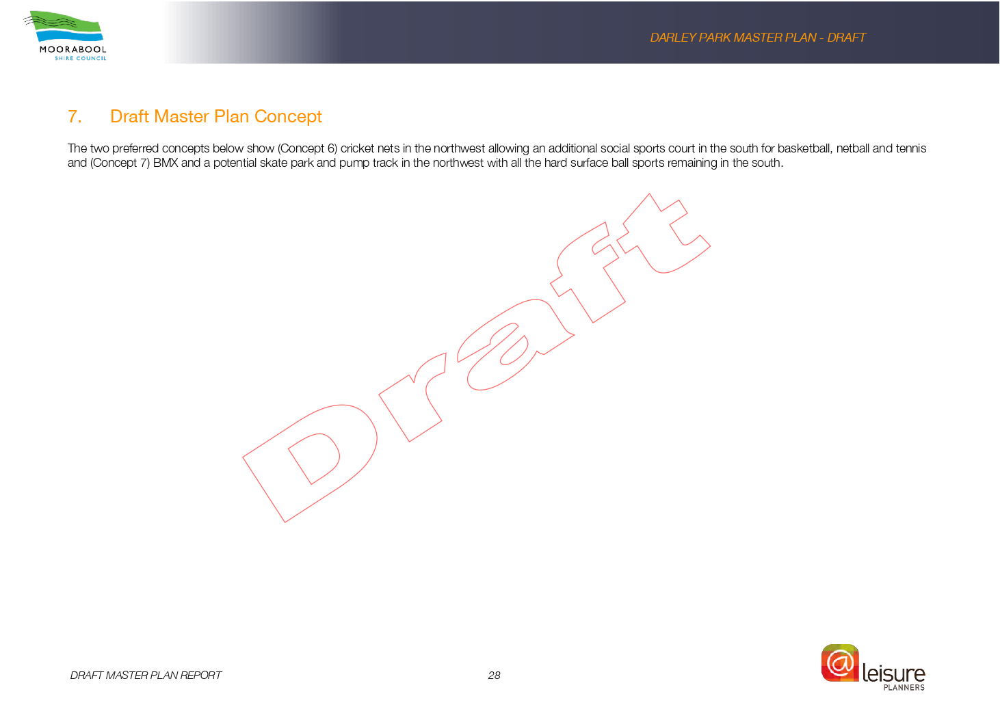 MOORABOOL
SHIRE COUNCIL
DARLEY PARK MASTER PLAN - DRAFT
7. Draft Master Plan Concept
The two preferred concepts below show (Concept 6) cricket nets in the northwest allowing an additional social sports court in the south for basketball, netball and tennis
and (Concept 7) BMX and a potential skate park and pump track in the northwest with all the hard surface ball sports remaining in the south.
Draft
DRAFT MASTER PLAN REPORT
28
@leisure
PLANNERS